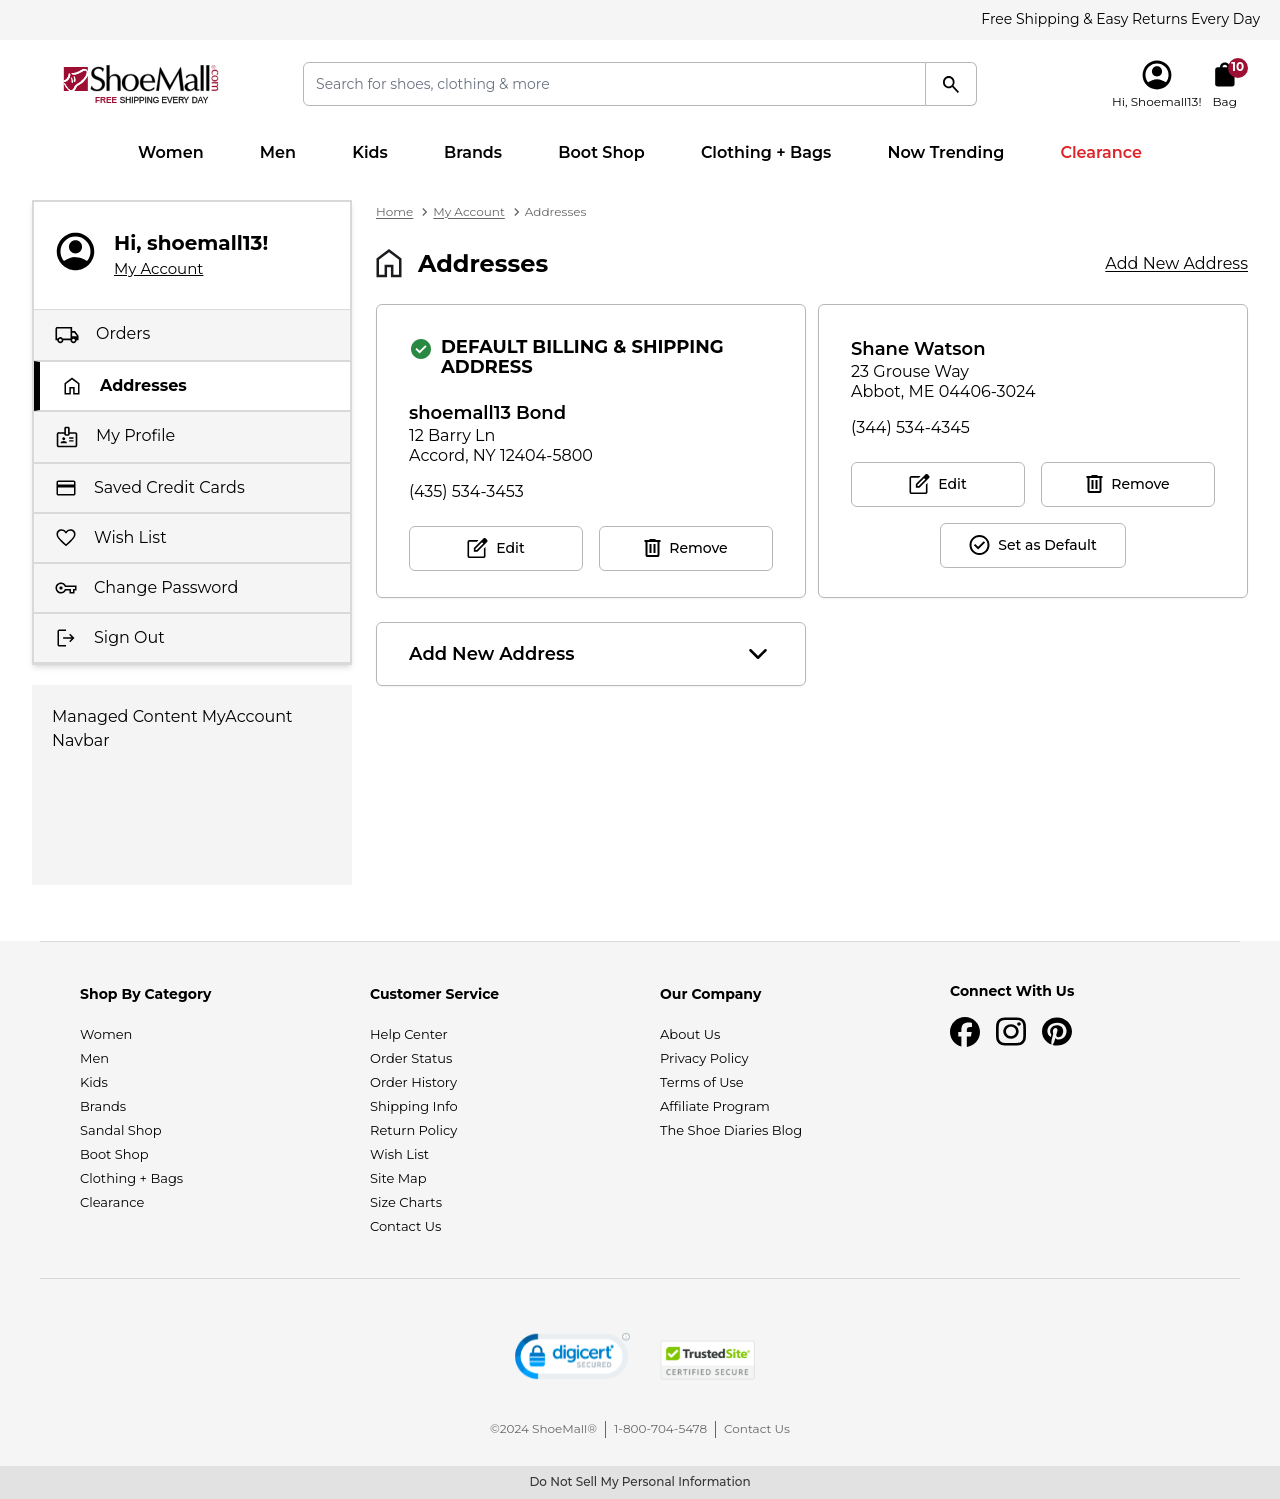 Free Shipping & Easy Returns Every Day
ShoeMall.com
FREE SHIPPING EVERY DAY
Search for shoes, clothing & more
10
Hi, Shoemall13!
Bag
Women
Men
Kids
Brands
Boot Shop
Clothing + Bags
Now Trending
Clearance
Hi, shoemall13!
My Account
Orders
Addresses
My Profile
Saved Credit Cards
Wish List
Change Password
Sign Out
Managed Content MyAccount
Navbar
Home > My Account > Addresses
Addresses
Add New Address
DEFAULT BILLING & SHIPPING
ADDRESS
shoemall13 Bond
12 Barry Ln
Accord, NY 12404-5800
(435) 534-3453
Edit
Remove
Shane Watson
23 Grouse Way
Abbot, ME 04406-3024
(344) 534-4345
Edit
Remove
Set as Default
Add New Address
Shop By Category
Women
Men
Kids
Brands
Sandal Shop
Boot Shop
Clothing + Bags
Clearance
Customer Service
Help Center
Order Status
Order History
Shipping Info
Return Policy
Wish List
Site Map
Size Charts
Contact Us
Our Company
About Us
Privacy Policy
Terms of Use
Affiliate Program
The Shoe Diaries Blog
Connect With Us
digicert
SECURED
TrustedSite
CERTIFIED SECURE
©2024 ShoeMall® | 1-800-704-5478 | Contact Us
Do Not Sell My Personal Information